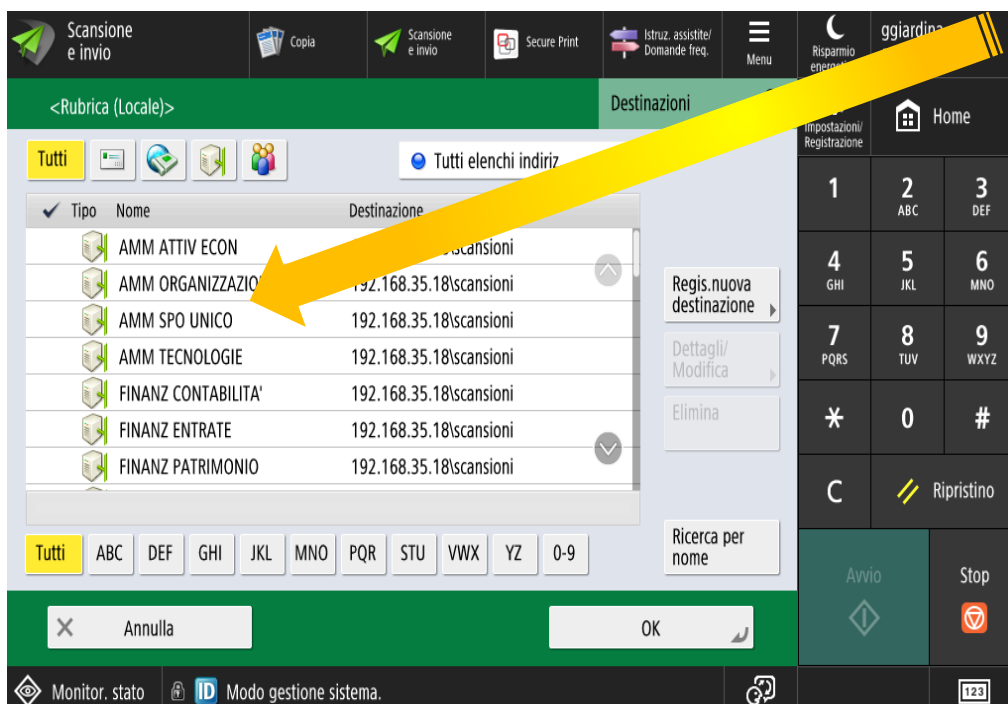 Scansione
e invio
Copia
Scansione
e invio
Secure Print
Istruz. assistite/
Domande freq.
Menu
Risparmio
<Rubrica (Locale)>
Destinazioni
Impostazioni/
Registrazione
Home
Tutti
Tutti elenchi indiriz
Tipo Nome Destinazione
AMM ATTIV ECON \scansioni
AMM ORGANIZZAZIO 192.168.35.18\scansioni
AMM SPO UNICO 192.168.35.18\scansioni
AMM TECNOLOGIE 192.168.35.18\scansioni
FINANZ CONTABILITA' 192.168.35.18\scansioni
FINANZ ENTRATE 192.168.35.18\scansioni
FINANZ PATRIMONIO 192.168.35.18\scansioni
Regis.nuova
destinazione
Dettagli/
Modifica
Elimina
Ricerca per
nome
Tutti ABC DEF GHI JKL MNO PQR STU VWX YZ 0-9
Annulla
OK
1 2 3
ABC DEF
4 5 6
GHI JKL MNO
7 8 9
PQRS TUV WXYZ
* 0 #
C Ripristino
Avvio Stop
Monitor. stato ID Modo gestione sistema.
123